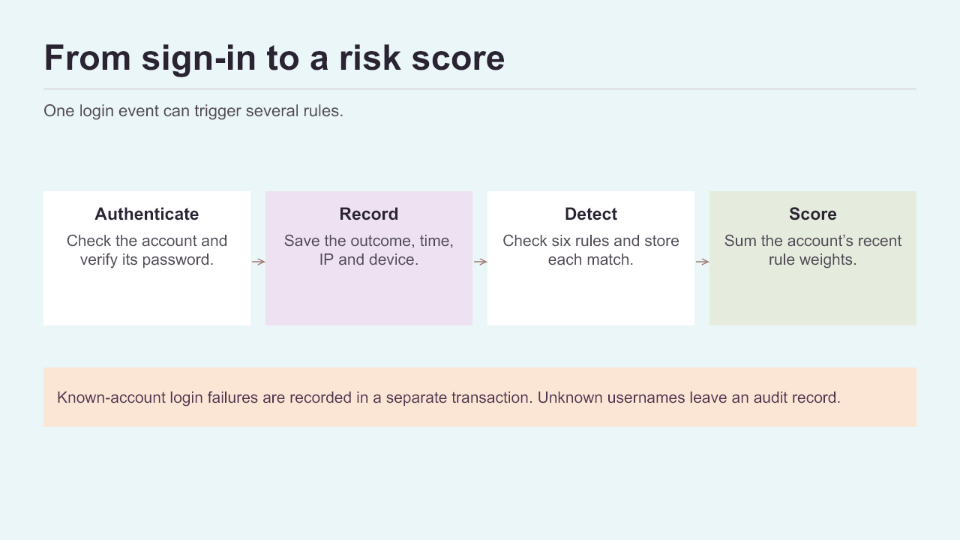 From sign-in to a risk score
One login event can trigger several rules.
Authenticate
Check the account and
verify its password.
Record
Save the outcome, time,
IP and device.
Detect
Check six rules and store
each match.
Score
Sum the account’s recent
rule weights.
Known-account login failures are recorded in a separate transaction. Unknown usernames leave an audit record.